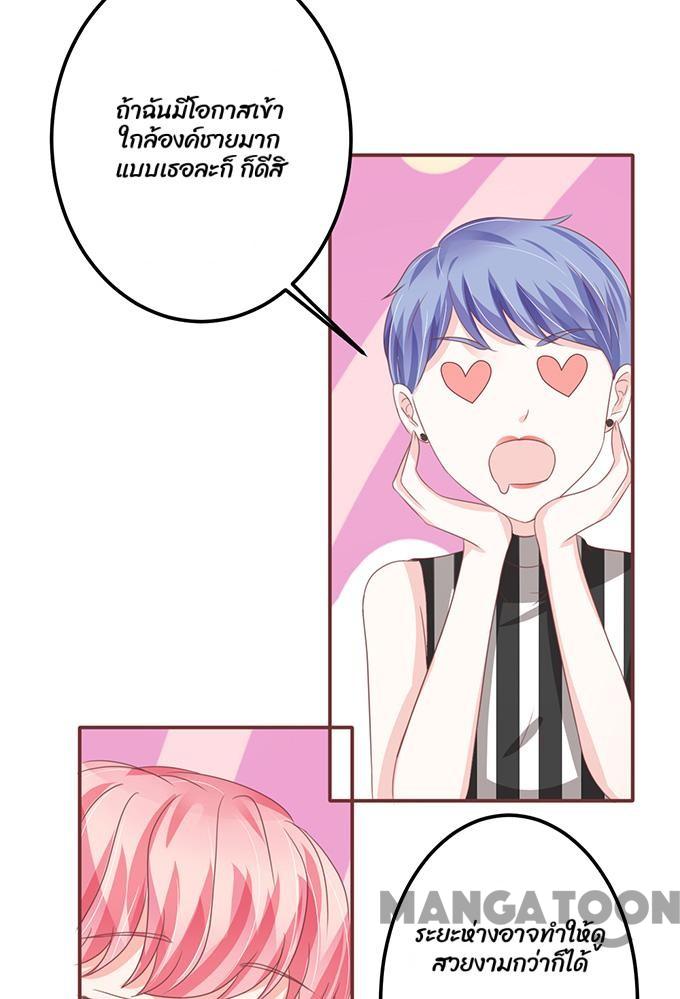 ถ้าฉันมีโอกาสเข้า
ใกล้องค์ชายมาก
แบบเธอละก็ ก็ดีสิ
MANGATOON
ระยะห่างอาจทำให้ดู
สวยงามกว่าก็ได้